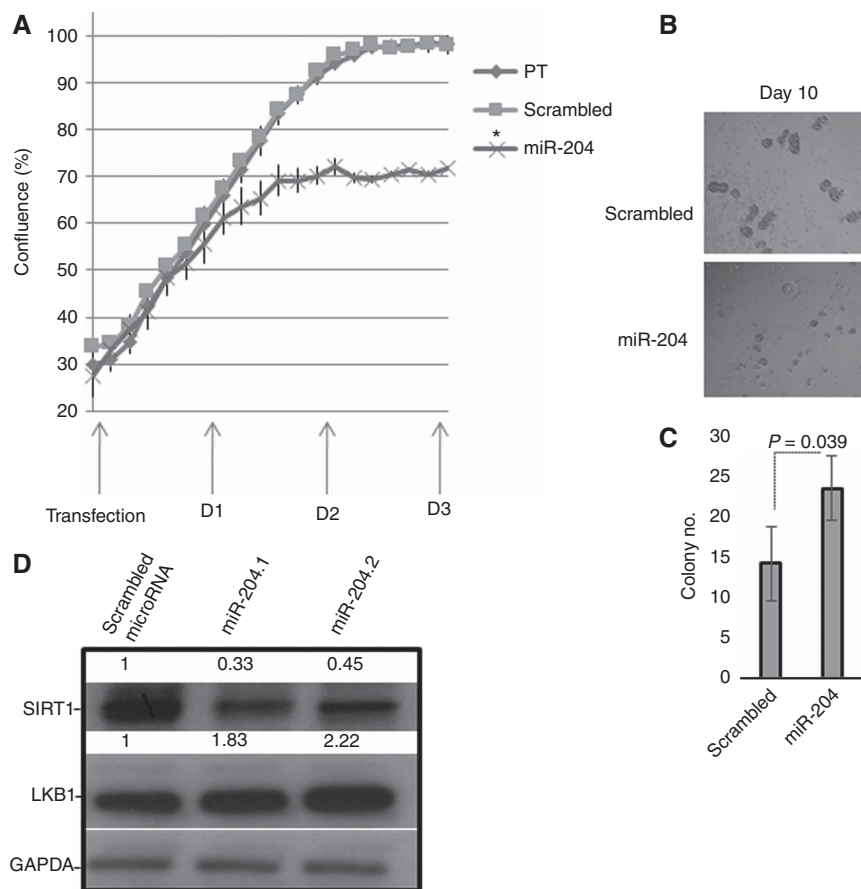 A
100
90
80
70
60
50
40
30
20
Confluence (%)
PT
Scrambled
*
miR-204
Transfection
D1
D2
D3
B
Day 10
Scrambled
miR-204
C
30
25
20
15
10
5
0
Colony no.
P = 0.039
Scrambled
miR-204
D
Scrambled
microRNA
miR-204.1
miR-204.2
1 0.33 0.45
SIRT1
1 1.83 2.22
LKB1
GAPDA